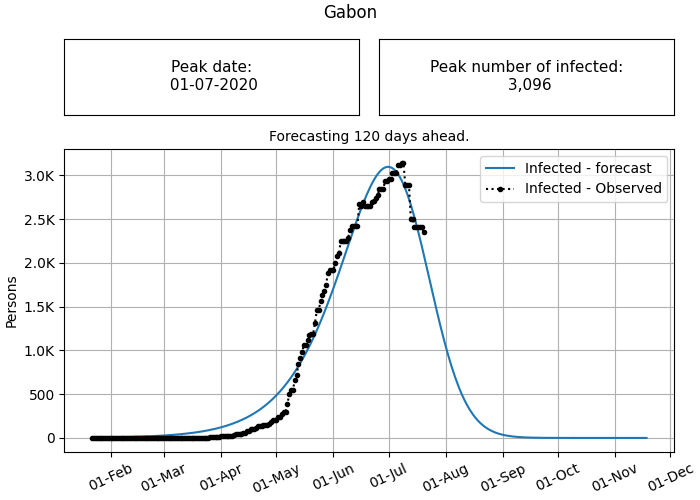 Gabon
Peak date:
01-07-2020
Peak number of infected:
3,096
Forecasting 120 days ahead.
Infected - forecast
Infected - Observed
Persons
3.0K
2.5K
2.0K
1.5K
1.0K
500
0
01-Feb
01-Mar
01-Apr
01-May
01-Jun
01-Jul
01-Aug
01-Sep
01-Oct
01-Nov
01-Dec